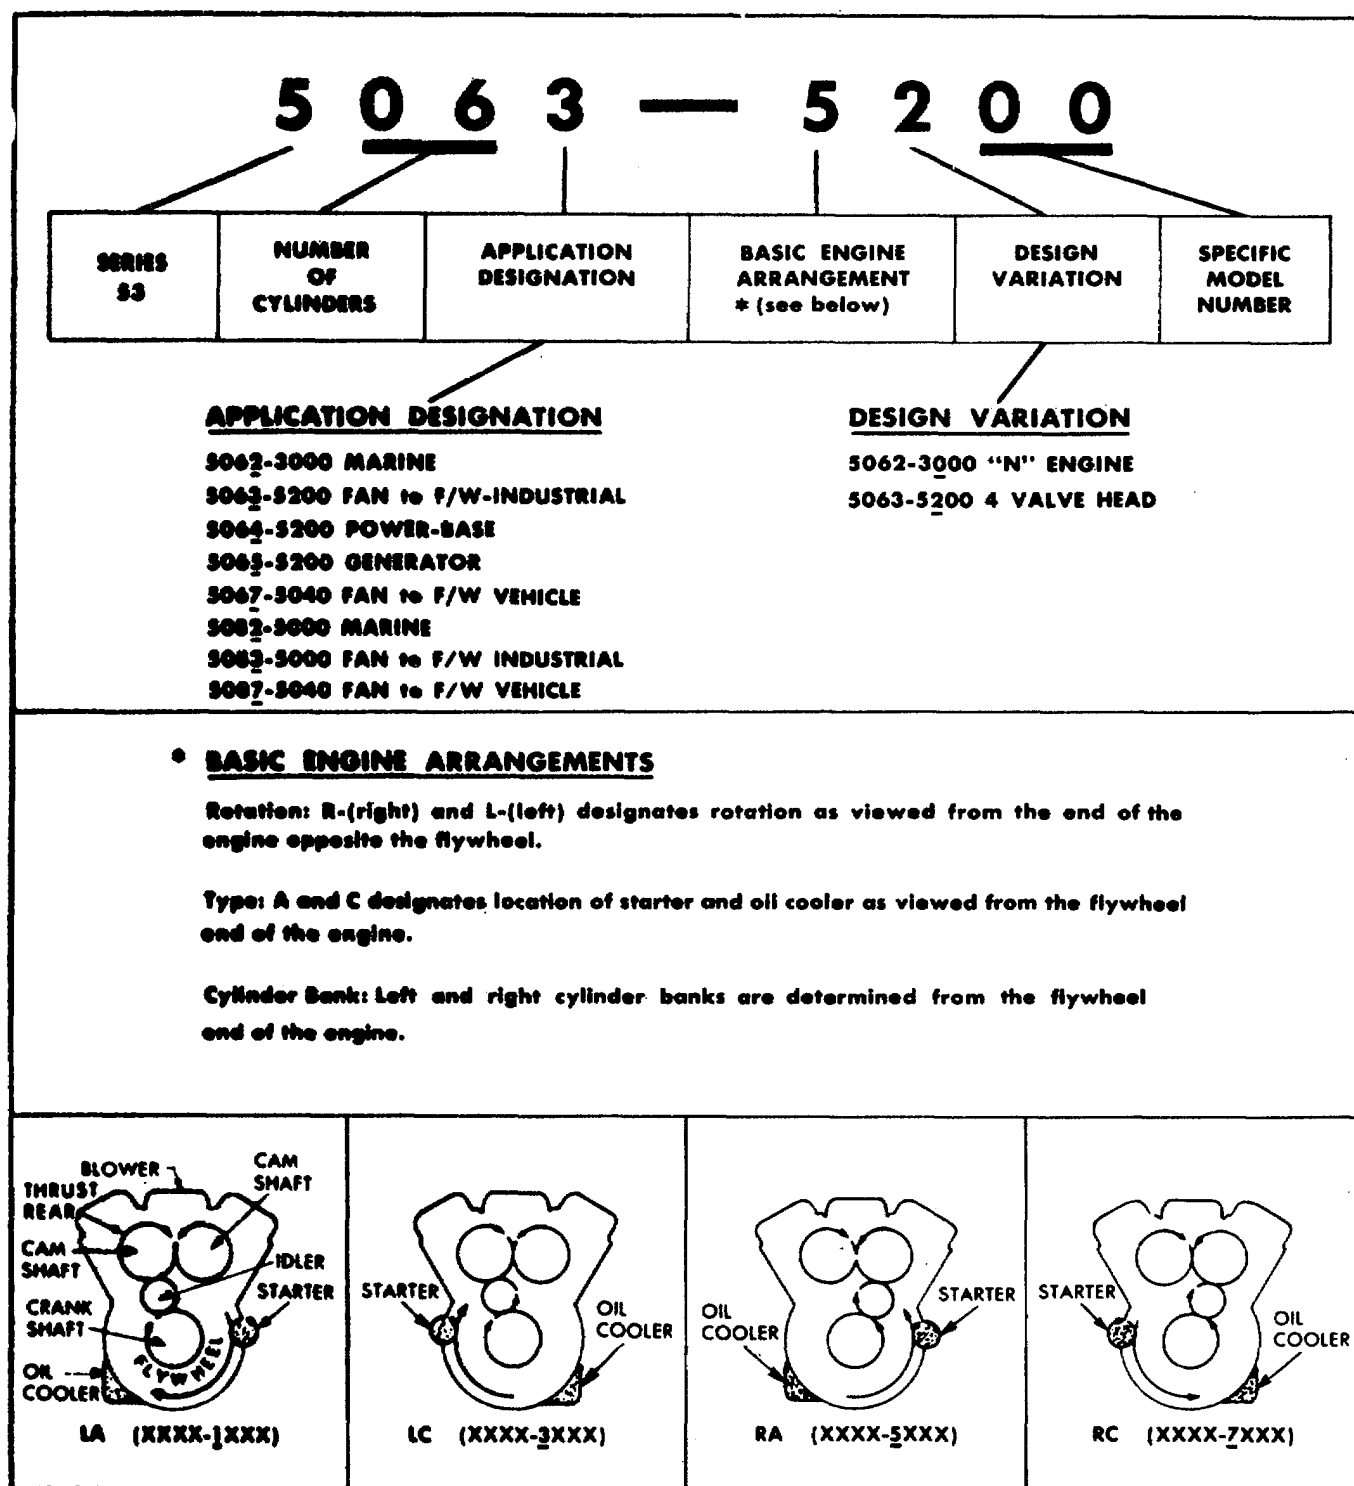 5 0 6 3 — 5 2 0 0
SERIES
53
NUMBER
OF
CYLINDERS
APPLICATION
DESIGNATION
BASIC ENGINE
ARRANGEMENT
* (see below)
DESIGN
VARIATION
SPECIFIC
MODEL
NUMBER
APPLICATION DESIGNATION
5062-3000 MARINE
5063-5200 FAN to F/W-INDUSTRIAL
5064-5200 POWER-BASE
5065-5200 GENERATOR
5067-5040 FAN to F/W VEHICLE
5082-5000 MARINE
5083-5000 FAN to F/W INDUSTRIAL
5087-5040 FAN to F/W VEHICLE
DESIGN VARIATION
5062-3000 "N" ENGINE
5063-5200 4 VALVE HEAD
* BASIC ENGINE ARRANGEMENTS
Rotation: R-(right) and L-(left) designates rotation as viewed from the end of the
engine opposite the flywheel.
Type: A and C designates location of starter and oil cooler as viewed from the flywheel
end of the engine.
Cylinder Bank: Left and right cylinder banks are determined from the flywheel
end of the engine.
BLOWER
CAM
SHAFT
THRUST
REAR
CAM
SHAFT
IDLER
STARTER
CRANK
SHAFT
FLYWHEEL
OIL
COOLER
LA (XXXX-1XXX)
STARTER
OIL
COOLER
LC (XXXX-3XXX)
OIL
COOLER
STARTER
RA (XXXX-5XXX)
STARTER
OIL
COOLER
RC (XXXX-7XXX)